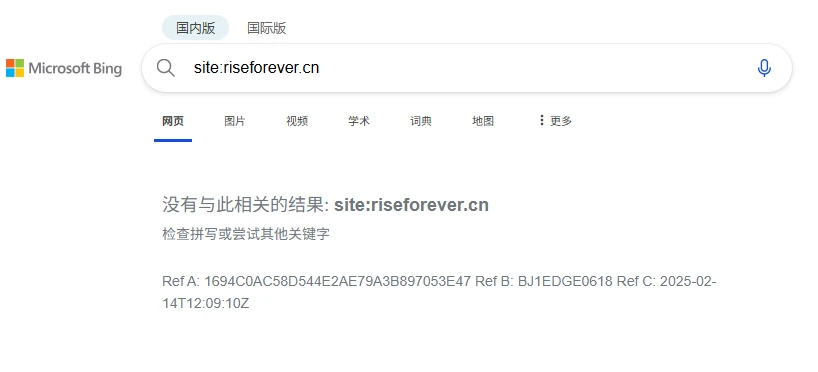 国内版 国际版
Microsoft Bing
site:riseforever.cn
网页 图片 视频 学术 词典 地图 更多
没有与此相关的结果: site:riseforever.cn
检查拼写或尝试其他关键字
Ref A: 1694C0AC58D544E2AE79A3B897053E47 Ref B: BJ1EDGE0618 Ref C: 2025-02-
14T12:09:10Z